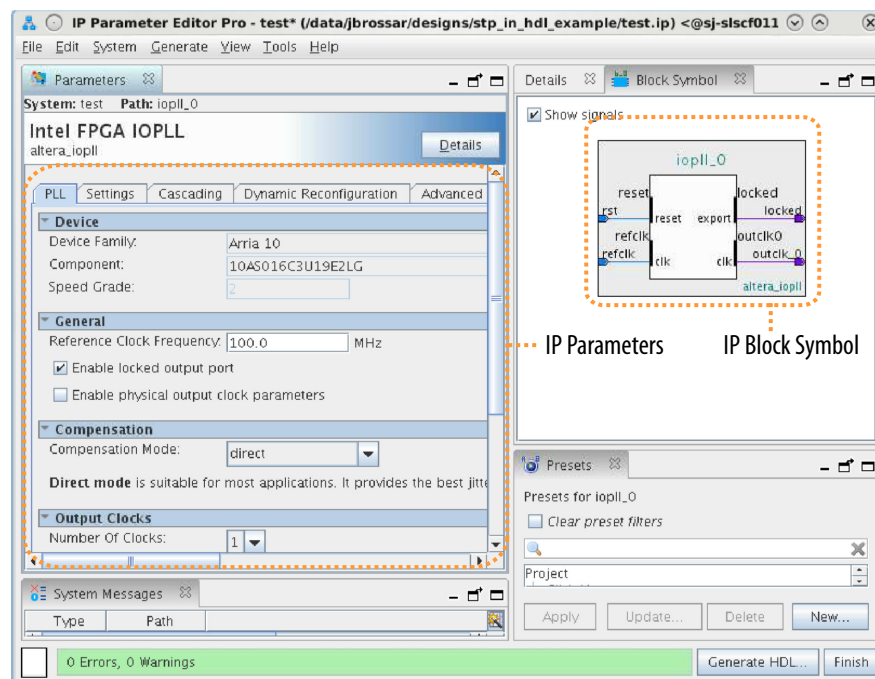 IP Parameter Editor Pro - test* (/data/jbrossar/designs/stp_in_hdl_example/test.ip) <@sj-slscf011
File Edit System Generate View Tools Help
Parameters
System: test Path: iopll_0
Intel FPGA IOPLL
altera_iopll
Details
PLL Settings Cascading Dynamic Reconfiguration Advanced
Device
Device Family: Arria 10
Component: 10AS016C3U19E2LG
Speed Grade: 2
General
Reference Clock Frequency: 100.0 MHz
Enable locked output port
Enable physical output clock parameters
Compensation
Compensation Mode: direct
Direct mode is suitable for most applications. It provides the best jitte
Output Clocks
Number Of Clocks: 1
System Messages
Type Path
0 Errors, 0 Warnings
Details Block Symbol
Show signals
iopll_0
reset locked
rst reset export locked
refclk outclk0
refclk clk clk outclk_0
altera_iopll
IP Parameters IP Block Symbol
Presets
Presets for iopll_0
Clear preset filters
Project
Apply Update... Delete New...
Generate HDL... Finish